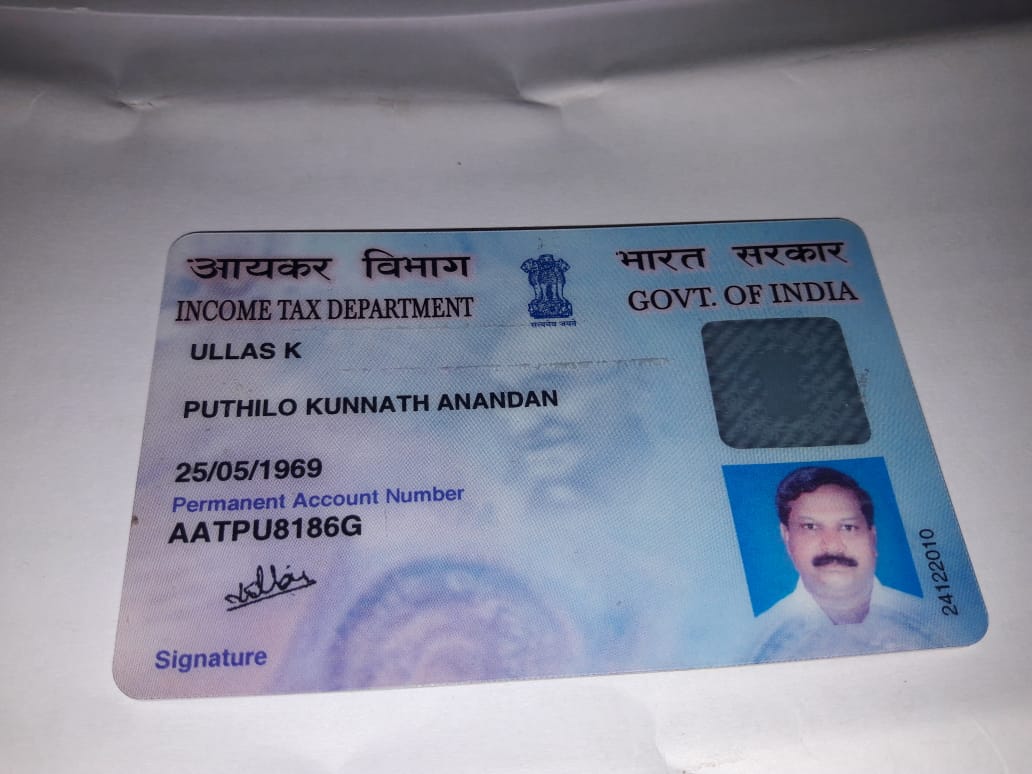 आयकर विभाग
INCOME TAX DEPARTMENT
सत्यमेव जयते
भारत सरकार
GOVT. OF INDIA
ULLAS K
PUTHILO KUNNATH ANANDAN
25/05/1969
Permanent Account Number
AATPU8186G
Signature
24122010